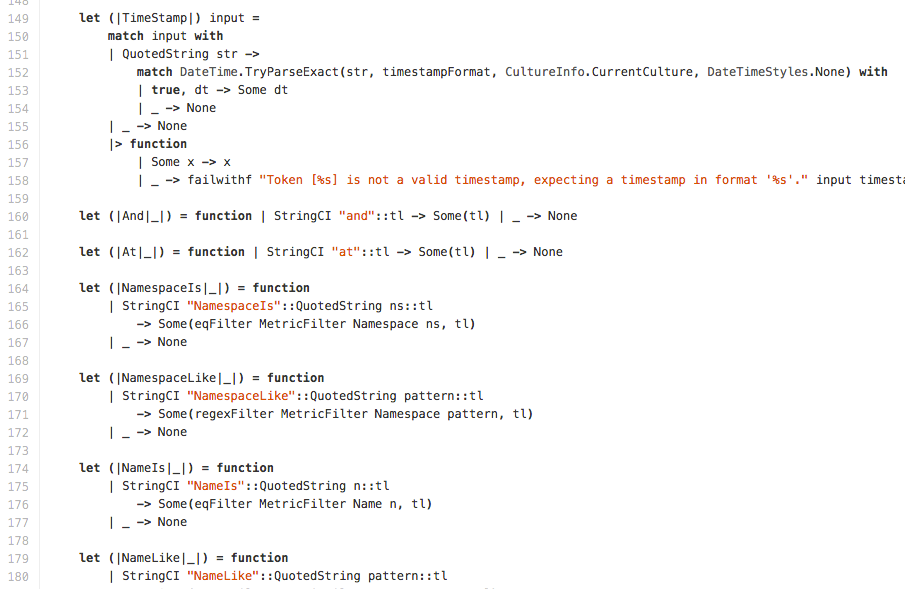 148
149 let (|TimeStamp|) input =
150 match input with
151 | QuotedString str ->
152 match DateTime.TryParseExact(str, timestampFormat, CultureInfo.CurrentCulture, DateTimeStyles.None) with
153 | true, dt -> Some dt
154 | _ -> None
155 | _ -> None
156 |> function
157 | Some x -> x
158 | _ -> failwithf "Token [%s] is not a valid timestamp, expecting a timestamp in format '%s'." input timesta
159
160 let (|And|_|) = function | StringCI "and"::tl -> Some(tl) | _ -> None
161
162 let (|At|_|) = function | StringCI "at"::tl -> Some(tl) | _ -> None
163
164 let (|NamespaceIs|_|) = function
165 | StringCI "NamespaceIs"::QuotedString ns::tl
166 -> Some(eqFilter MetricFilter Namespace ns, tl)
167 | _ -> None
168
169 let (|NamespaceLike|_|) = function
170 | StringCI "NamespaceLike"::QuotedString pattern::tl
171 -> Some(regexFilter MetricFilter Namespace pattern, tl)
172 | _ -> None
173
174 let (|NameIs|_|) = function
175 | StringCI "NameIs"::QuotedString n::tl
176 -> Some(eqFilter MetricFilter Name n, tl)
177 | _ -> None
178
179 let (|NameLike|_|) = function
180 | StringCI "NameLike"::QuotedString pattern::tl